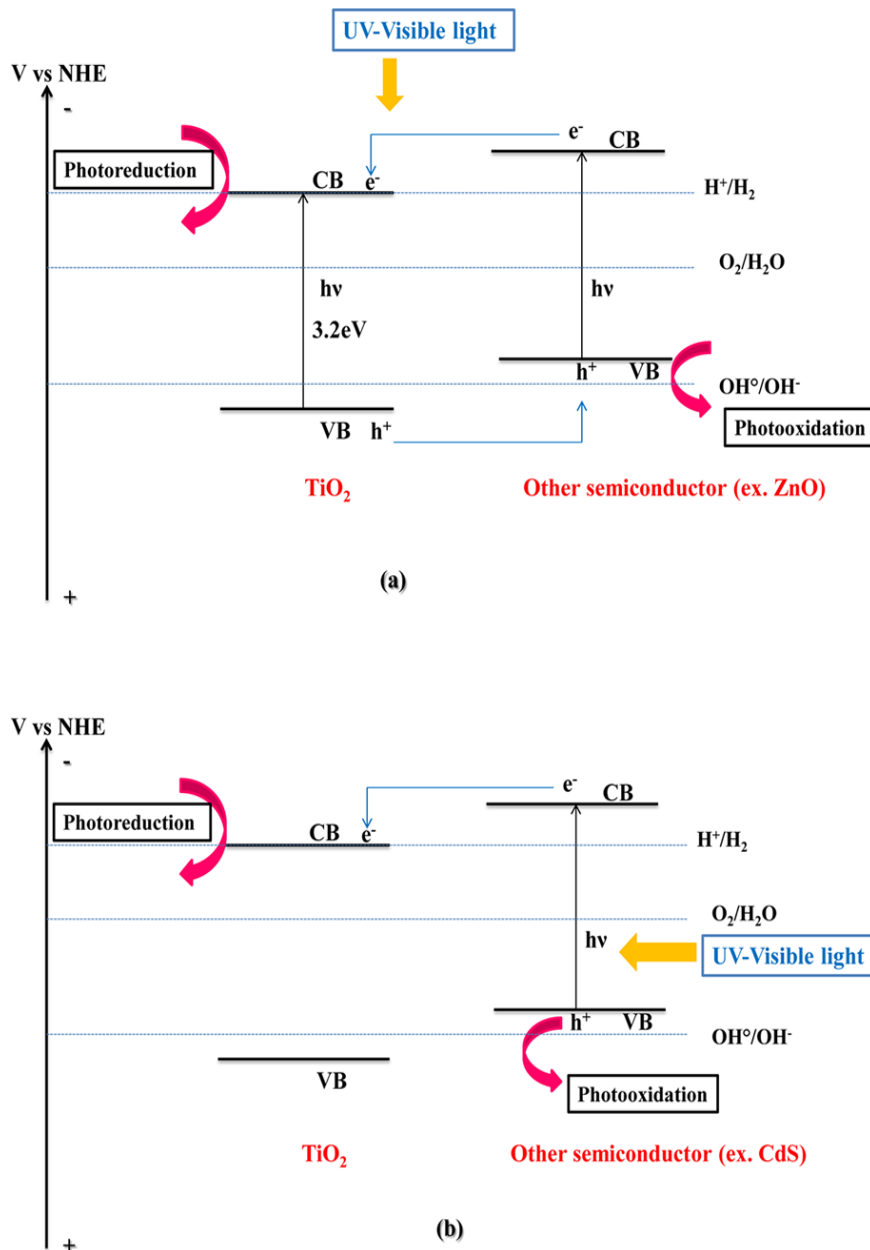 UV-Visible light
V vs NHE
-
e⁻
CB
Photoreduction
CB e⁻
H⁺/H₂
O₂/H₂O
hν
hν
3.2eV
h⁺ VB
OH°/OH⁻
VB h⁺
Photooxidation
TiO₂
Other semiconductor (ex. ZnO)
(a)
+
V vs NHE
-
e⁻
CB
Photoreduction
CB e⁻
H⁺/H₂
O₂/H₂O
hν
UV-Visible light
h⁺ VB
OH°/OH⁻
VB
Photooxidation
TiO₂
Other semiconductor (ex. CdS)
(b)
+